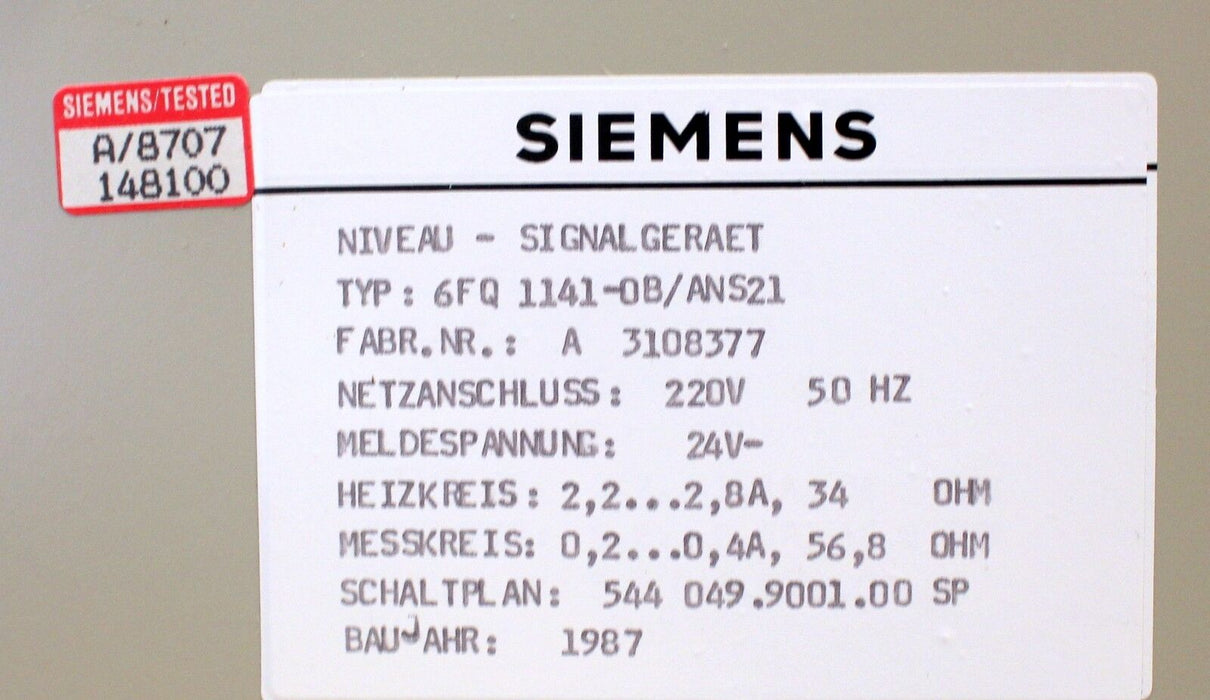 SIEMENS/TESTED
A/8707
148100
SIEMENS
NIVEAU - SIGNALGERAET
TYP: 6FQ 1141-0B/ANS21
FABR.NR.: A 3108377
NETZANSCHLUSS: 220V 50 HZ
MELDESPANNUNG: 24V-
HEIZKREIS: 2,2...2,8A, 34 OHM
MESSKREIS: 0,2...0,4A, 56,8 OHM
SCHALTPLAN: 544 049.9001.00 SP
BAUJAHR: 1987